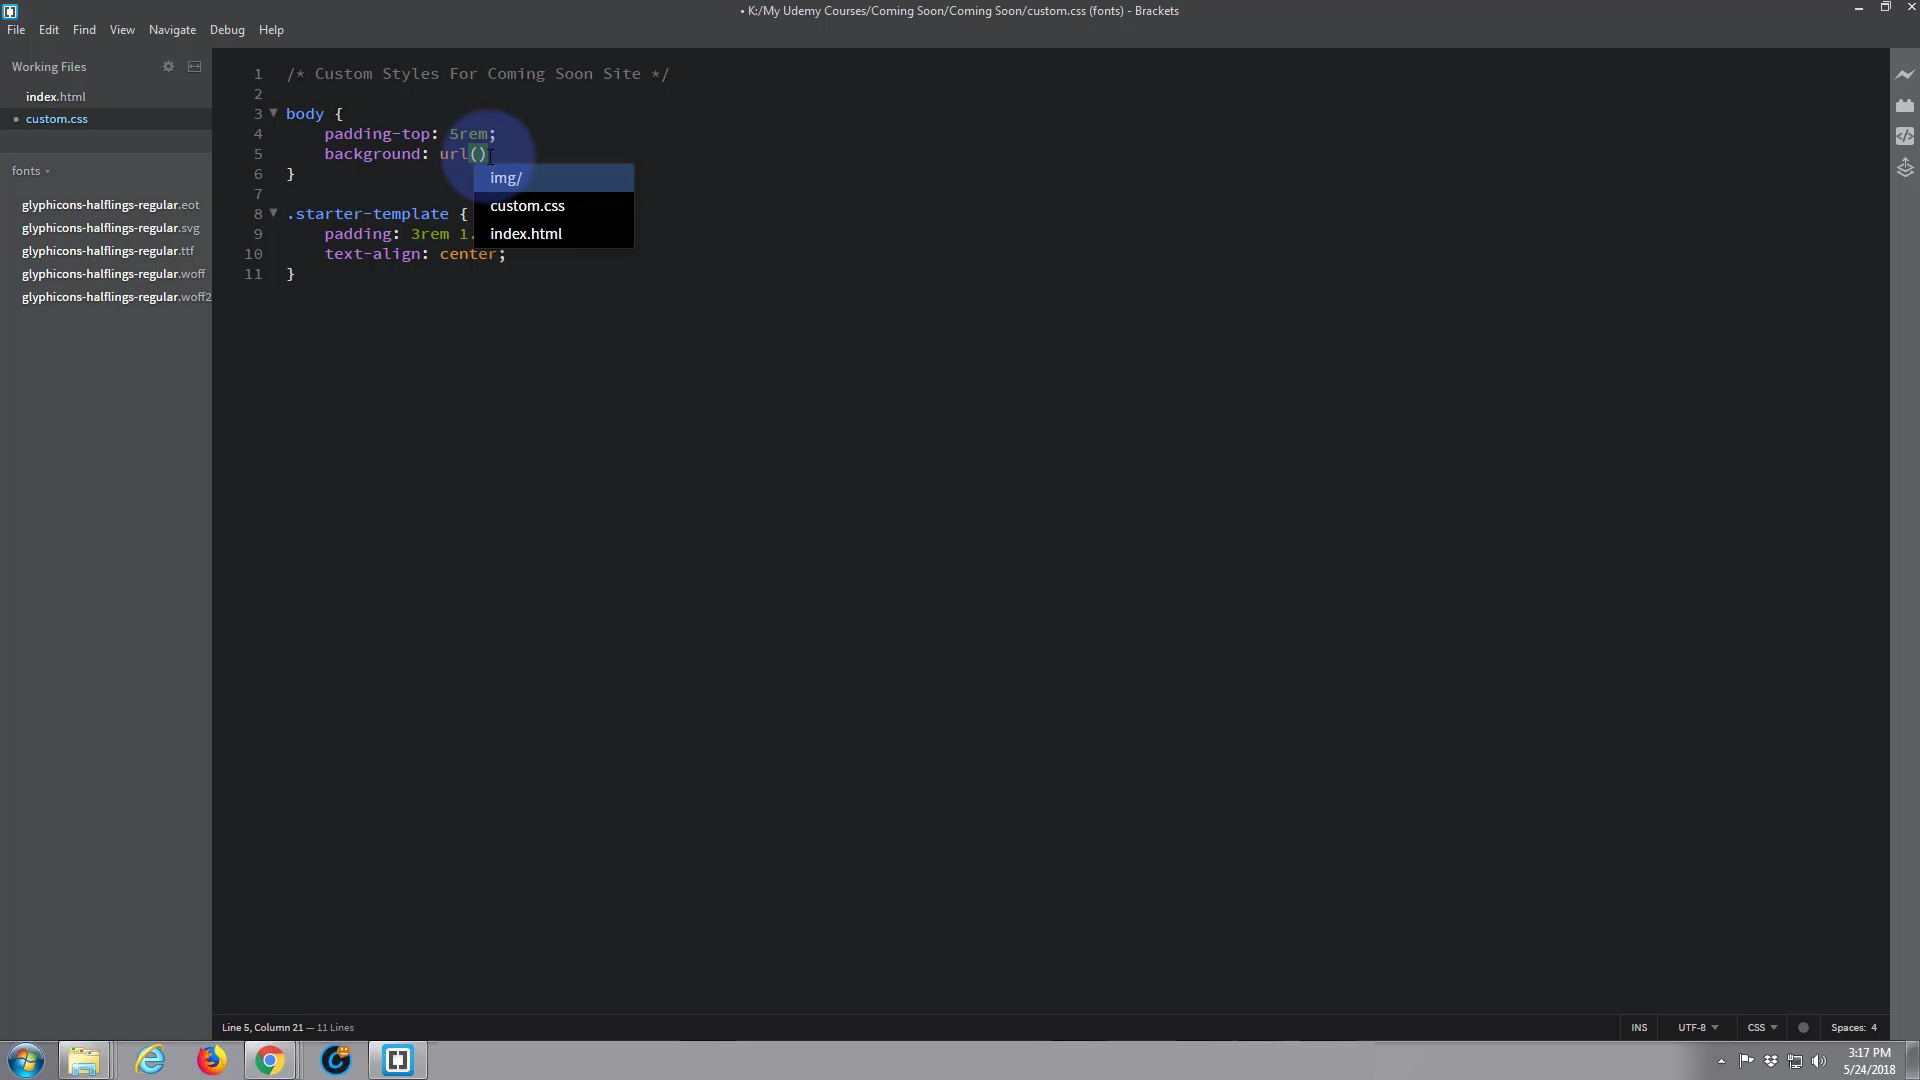 • K:/My Udemy Courses/Coming Soon/Coming Soon/custom.css (fonts) - Brackets
File Edit Find View Navigate Debug Help
Working Files
index.html
• custom.css
fonts
glyphicons-halflings-regular.eot
glyphicons-halflings-regular.svg
glyphicons-halflings-regular.ttf
glyphicons-halflings-regular.woff
glyphicons-halflings-regular.woff2
1 /* Custom Styles For Coming Soon Site */
2
3 body {
4 padding-top: 5rem;
5 background: url()
6 }
7
8 .starter-template {
9 padding: 3rem 1.
10 text-align: center;
11 }
img/
custom.css
index.html
Line 5, Column 21 — 11 Lines
INS UTF-8 CSS Spaces: 4
3:17 PM
5/24/2018